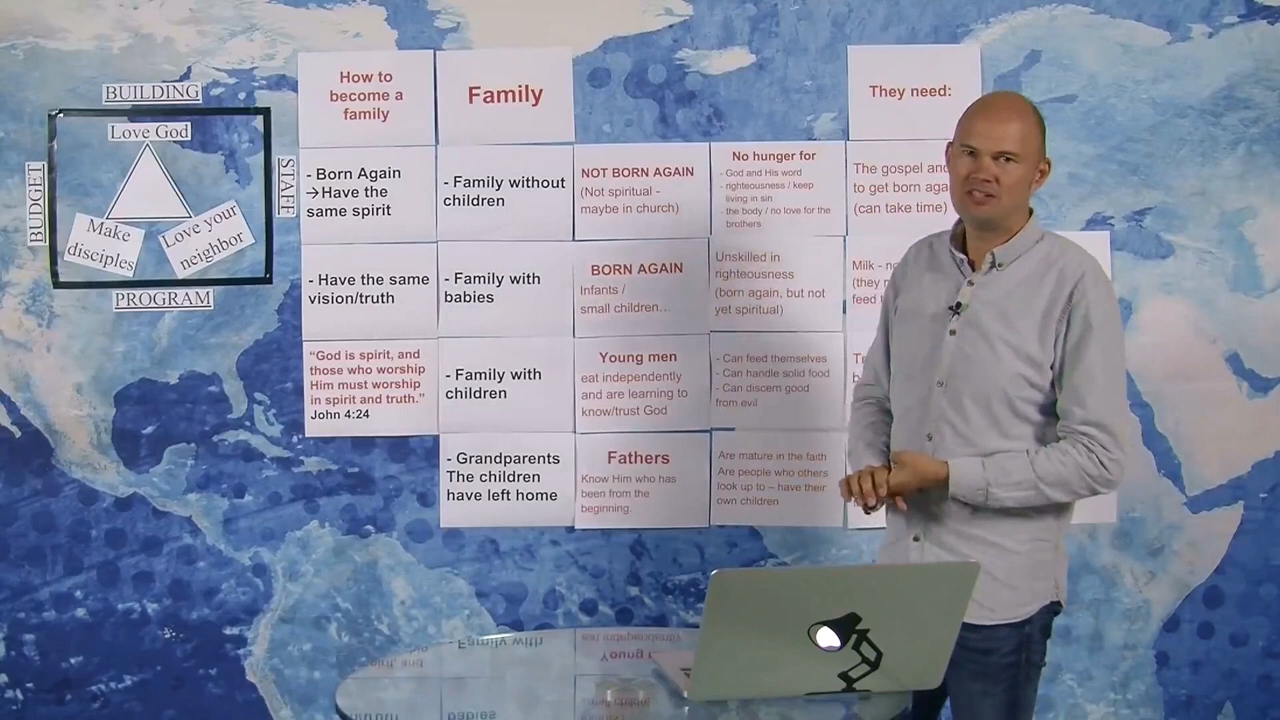 BUILDING
Love God
BUDGET
STAFF
Make
disciples
Love your
neighbor
PROGRAM
How to
become a
family
Family
They need:
- Born Again
→Have the
same spirit
- Family without
children
NOT BORN AGAIN
(Not spiritual -
maybe in church)
No hunger for
- God and His word
- righteousness / keep
living in sin
- the body / no love for the
brothers
The gospel and
to get born
(can take time)
- Have the same
vision/truth
- Family with
babies
BORN AGAIN
Infants /
small children...
Unskilled in
righteousness
(born again, but not
yet spiritual)
Milk -
(they
feed
“God is spirit, and
those who worship
Him must worship
in spirit and truth.”
John 4:24
- Family with
children
Young men
eat independently
and are learning to
know/trust God
- Can feed themselves
- Can handle solid food
- Can discern good
from evil
- Grandparents
The children
have left home
Fathers
Know Him who has
been from the
beginning.
Are mature in the faith
Are people who others
look up to – have their
own children